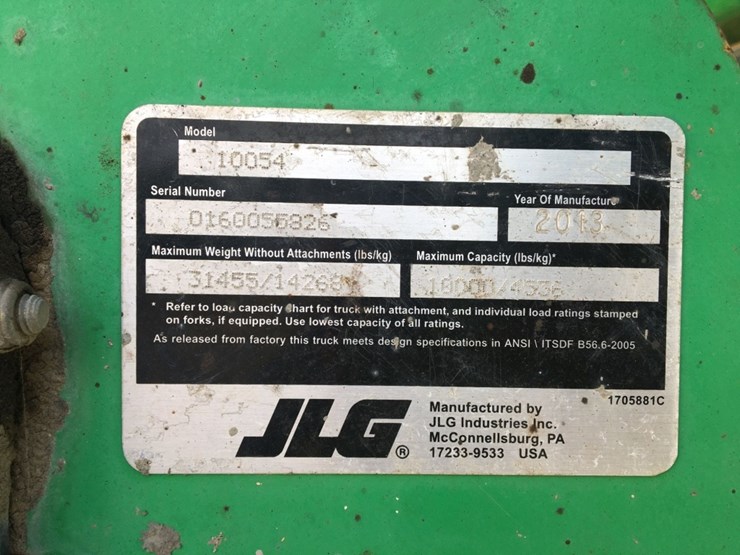 Model
10054
Serial Number
Year Of Manufacture
0160055826
2013
Maximum Weight Without Attachments (lbs/kg)
Maximum Capacity (lbs/kg)*
31455/14268
10000/4536
* Refer to load capacity chart for truck with attachment, and individual load ratings stamped
on forks, if equipped. Use lowest capacity of all ratings.
As released from factory this truck meets design specifications in ANSI \ ITSDF B56.6-2005
1705881C
JLG®
Manufactured by
JLG Industries Inc.
McConnellsburg, PA
17233-9533 USA